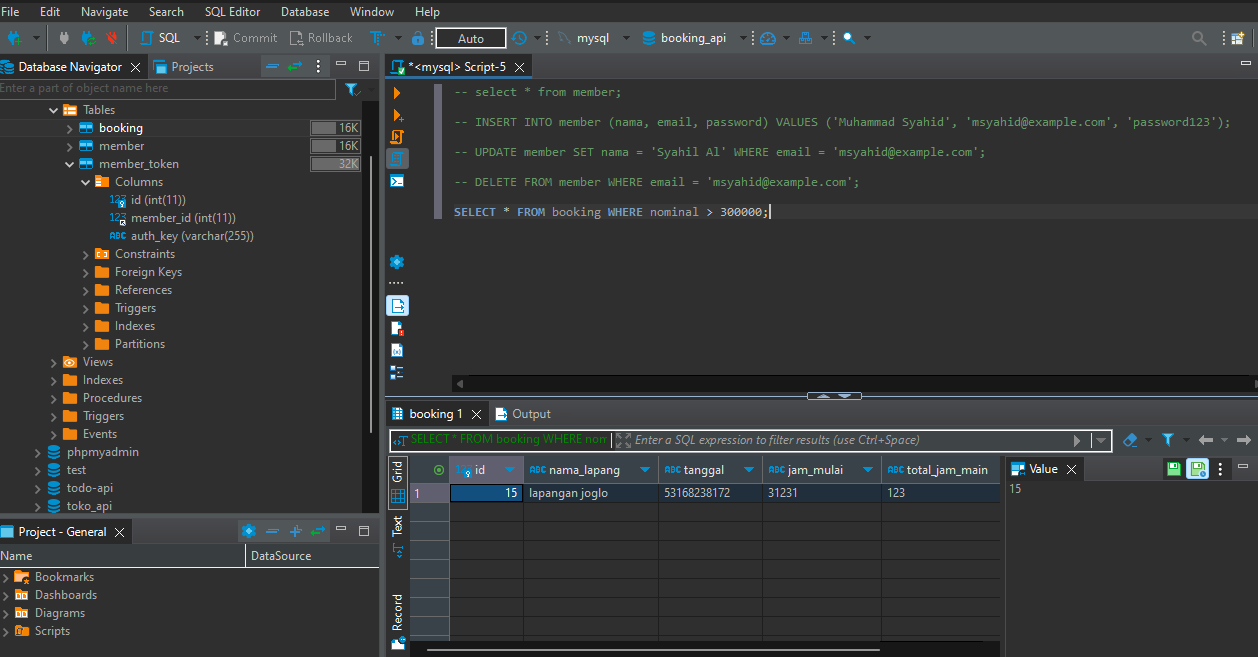 File Edit Navigate Search SQL Editor Database Window Help
SQL Commit Rollback Auto mysql booking_api
Database Navigator Projects
Enter a part of object name here
Tables
booking 16K
member 16K
member_token 32K
Columns
id (int(11))
member_id (int(11))
auth_key (varchar(255))
Constraints
Foreign Keys
References
Triggers
Indexes
Partitions
Views
Indexes
Procedures
Triggers
Events
phpmyadmin
test
todo-api
toko_api
Project - General
Name DataSource
Bookmarks
Dashboards
Diagrams
Scripts
*<mysql> Script-5
-- select * from member;
-- INSERT INTO member (nama, email, password) VALUES ('Muhammad Syahid', 'msyahid@example.com', 'password123');
-- UPDATE member SET nama = 'Syahil Al' WHERE email = 'msyahid@example.com';
-- DELETE FROM member WHERE email = 'msyahid@example.com';
SELECT * FROM booking WHERE nominal > 300000;
booking 1 Output
SELECT * FROM booking WHERE nom Enter a SQL expression to filter results (use Ctrl+Space)
Grid
Text
Record
123 id ABC nama_lapang ABC tanggal ABC jam_mulai ABC total_jam_main
1 15 lapangan joglo 53168238172 31231 123
Value
15